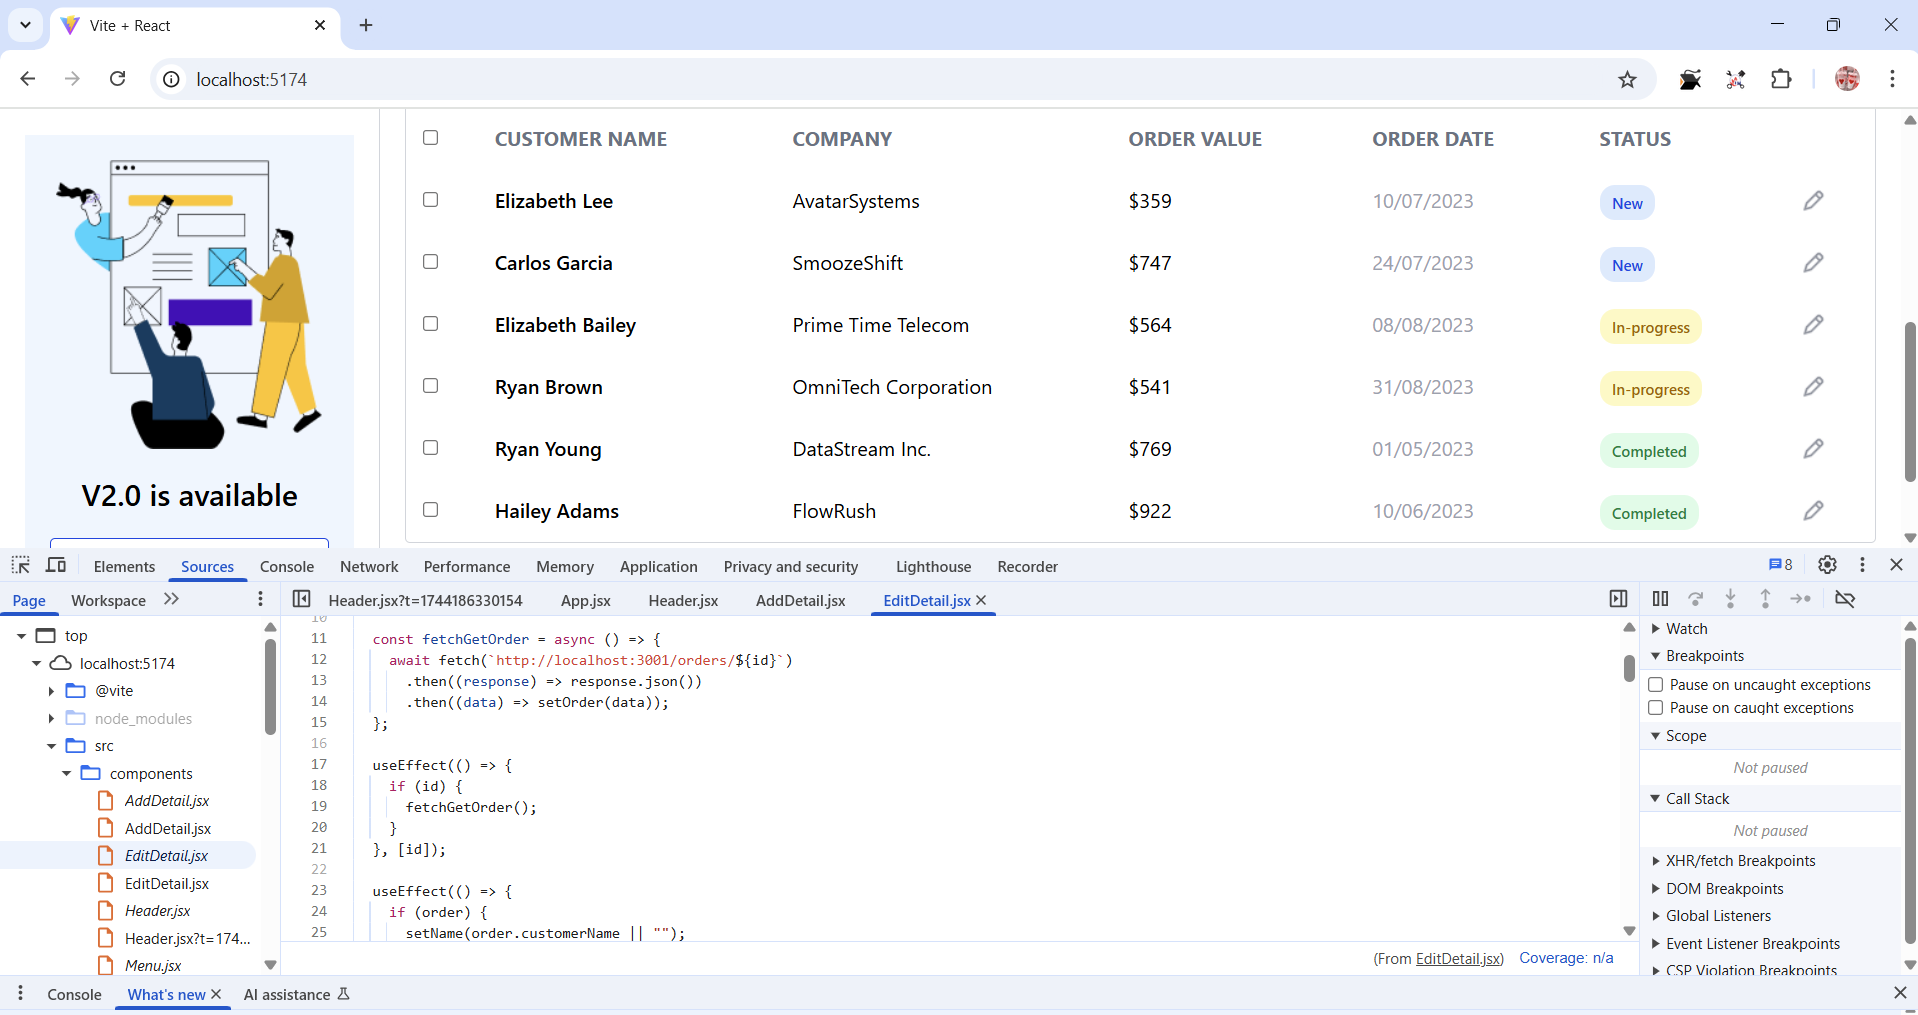 Vite + React
localhost:5174
CUSTOMER NAME COMPANY ORDER VALUE ORDER DATE STATUS
Elizabeth Lee AvatarSystems $359 10/07/2023 New
Carlos Garcia SmoozeShift $747 24/07/2023 New
Elizabeth Bailey Prime Time Telecom $564 08/08/2023 In-progress
Ryan Brown OmniTech Corporation $541 31/08/2023 In-progress
Ryan Young DataStream Inc. $769 01/05/2023 Completed
Hailey Adams FlowRush $922 10/06/2023 Completed
V2.0 is available
Elements Sources Console Network Performance Memory Application Privacy and security Lighthouse Recorder 8
Page Workspace
Header.jsx?t=1744186330154 App.jsx Header.jsx AddDetail.jsx EditDetail.jsx
top
localhost:5174
@vite
node_modules
src
components
AddDetail.jsx
AddDetail.jsx
EditDetail.jsx
EditDetail.jsx
Header.jsx
Header.jsx?t=174...
Menu.jsx
10
11 const fetchGetOrder = async () => {
12 await fetch(`http://localhost:3001/orders/${id}`)
13 .then((response) => response.json())
14 .then((data) => setOrder(data));
15 };
16
17 useEffect(() => {
18 if (id) {
19 fetchGetOrder();
20 }
21 }, [id]);
22
23 useEffect(() => {
24 if (order) {
25 setName(order.customerName || "");
(From EditDetail.jsx) Coverage: n/a
Watch
Breakpoints
Pause on uncaught exceptions
Pause on caught exceptions
Scope
Not paused
Call Stack
Not paused
XHR/fetch Breakpoints
DOM Breakpoints
Global Listeners
Event Listener Breakpoints
CSP Violation Breakpoints
Console What's new AI assistance